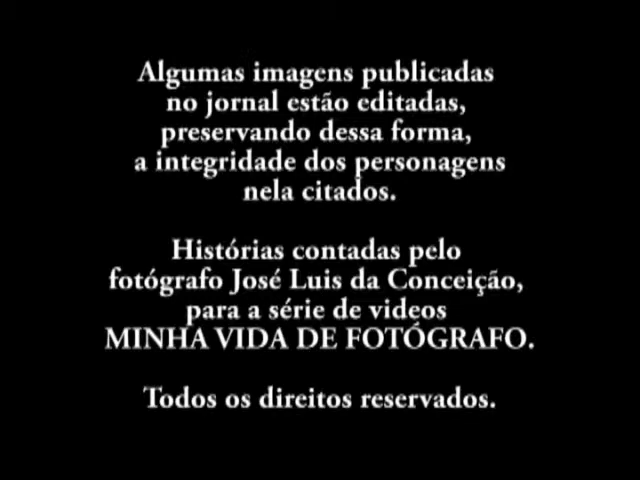 Algumas imagens publicadas
no jornal estão editadas,
preservando dessa forma,
a integridade dos personagens
nela citados.
Histórias contadas pelo
fotógrafo José Luis da Conceição,
para a série de videos
MINHA VIDA DE FOTÓGRAFO.
Todos os direitos reservados.